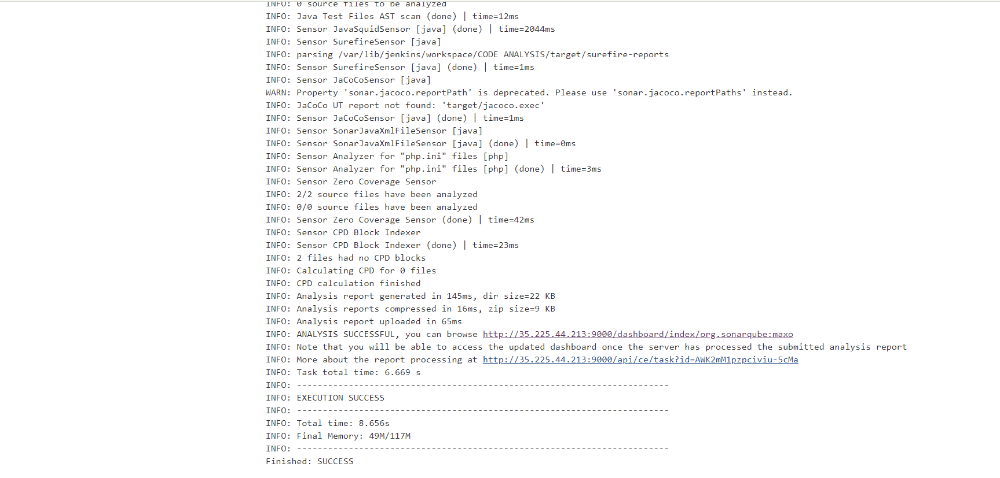 INFO: 0 source files to be analyzed
INFO: Java Test Files AST scan (done) | time=12ms
INFO: Sensor JavaSquidSensor [java] (done) | time=2044ms
INFO: Sensor SurefireSensor [java]
INFO: parsing /var/lib/jenkins/workspace/CODE ANALYSIS/target/surefire-reports
INFO: Sensor SurefireSensor [java] (done) | time=1ms
INFO: Sensor JaCoCoSensor [java]
WARN: Property 'sonar.jacoco.reportPath' is deprecated. Please use 'sonar.jacoco.reportPaths' instead.
INFO: JaCoCo UT report not found: 'target/jacoco.exec'
INFO: Sensor JaCoCoSensor [java] (done) | time=1ms
INFO: Sensor SonarJavaXmlFileSensor [java]
INFO: Sensor SonarJavaXmlFileSensor [java] (done) | time=0ms
INFO: Sensor Analyzer for "php.ini" files [php]
INFO: Sensor Analyzer for "php.ini" files [php] (done) | time=3ms
INFO: Sensor Zero Coverage Sensor
INFO: 2/2 source files have been analyzed
INFO: 0/0 source files have been analyzed
INFO: Sensor Zero Coverage Sensor (done) | time=42ms
INFO: Sensor CPD Block Indexer
INFO: Sensor CPD Block Indexer (done) | time=23ms
INFO: 2 files had no CPD blocks
INFO: Calculating CPD for 0 files
INFO: CPD calculation finished
INFO: Analysis report generated in 145ms, dir size=22 KB
INFO: Analysis reports compressed in 16ms, zip size=9 KB
INFO: Analysis report uploaded in 65ms
INFO: ANALYSIS SUCCESSFUL, you can browse http://35.225.44.213:9000/dashboard/index/org.sonarqube:maxo
INFO: Note that you will be able to access the updated dashboard once the server has processed the submitted analysis report
INFO: More about the report processing at http://35.225.44.213:9000/api/ce/task?id=AWK2mM1pzpciviu-5cMa
INFO: Task total time: 6.669 s
INFO: ------------------------------------------------------------------------
INFO: EXECUTION SUCCESS
INFO: ------------------------------------------------------------------------
INFO: Total time: 8.656s
INFO: Final Memory: 49M/117M
INFO: ------------------------------------------------------------------------
Finished: SUCCESS